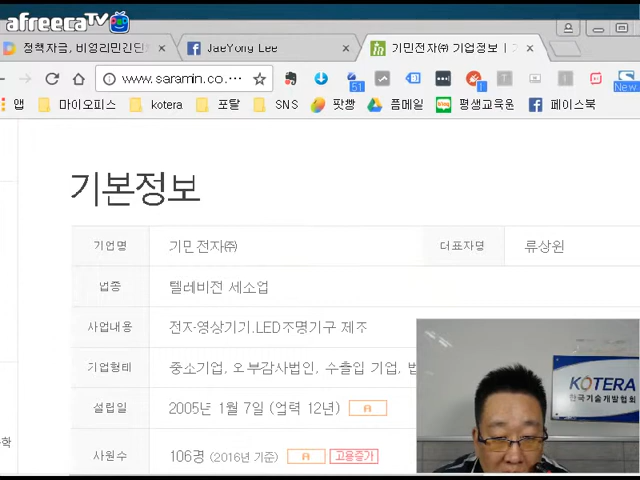 afreecaTV
정책자금, 비영리민간단
JaeYong Lee
기민전자㈜ 기업정보 |
www.saramin.co.···
51
1
New
앱
마이오피스
kotera
포탈
SNS
팟빵
플메일
blog
평생교육원
페이스북
기본정보
기업명
기민전자㈜
대표자명
류상원
업종
텔레비전 세소업
사업내용
전자·영상기기,LED조명기구 제조
기업형태
중소기업, 외부감사법인, 수출입 기업, 법
설립일
2005년 1월 7일 (업력 12년)
A
사원수
106명 (2016년 기준)
A
고용증가
학
KOTERA
한국기술개발협회